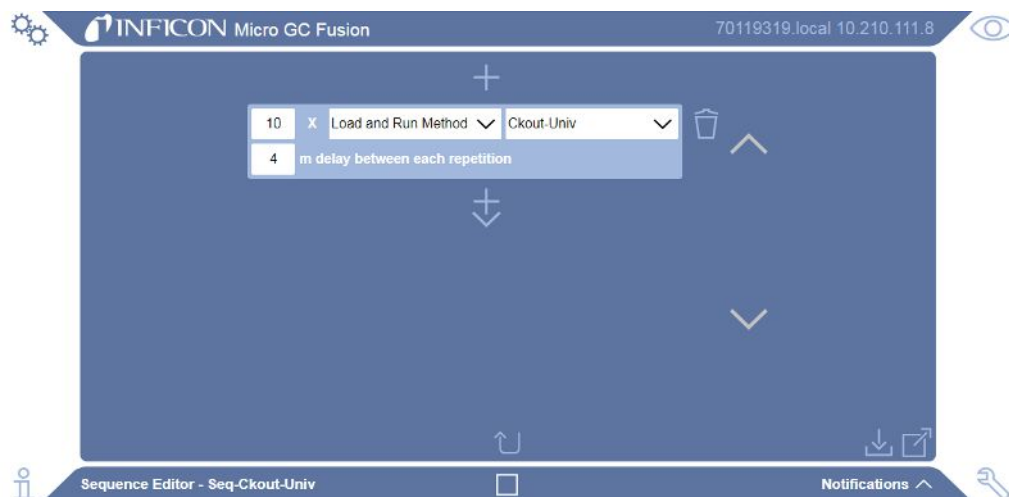 INFICON Micro GC Fusion 70119319.local 10.210.111.8
10 X Load and Run Method Ckout-Univ
4 m delay between each repetition
Sequence Editor - Seq-Ckout-Univ Notifications